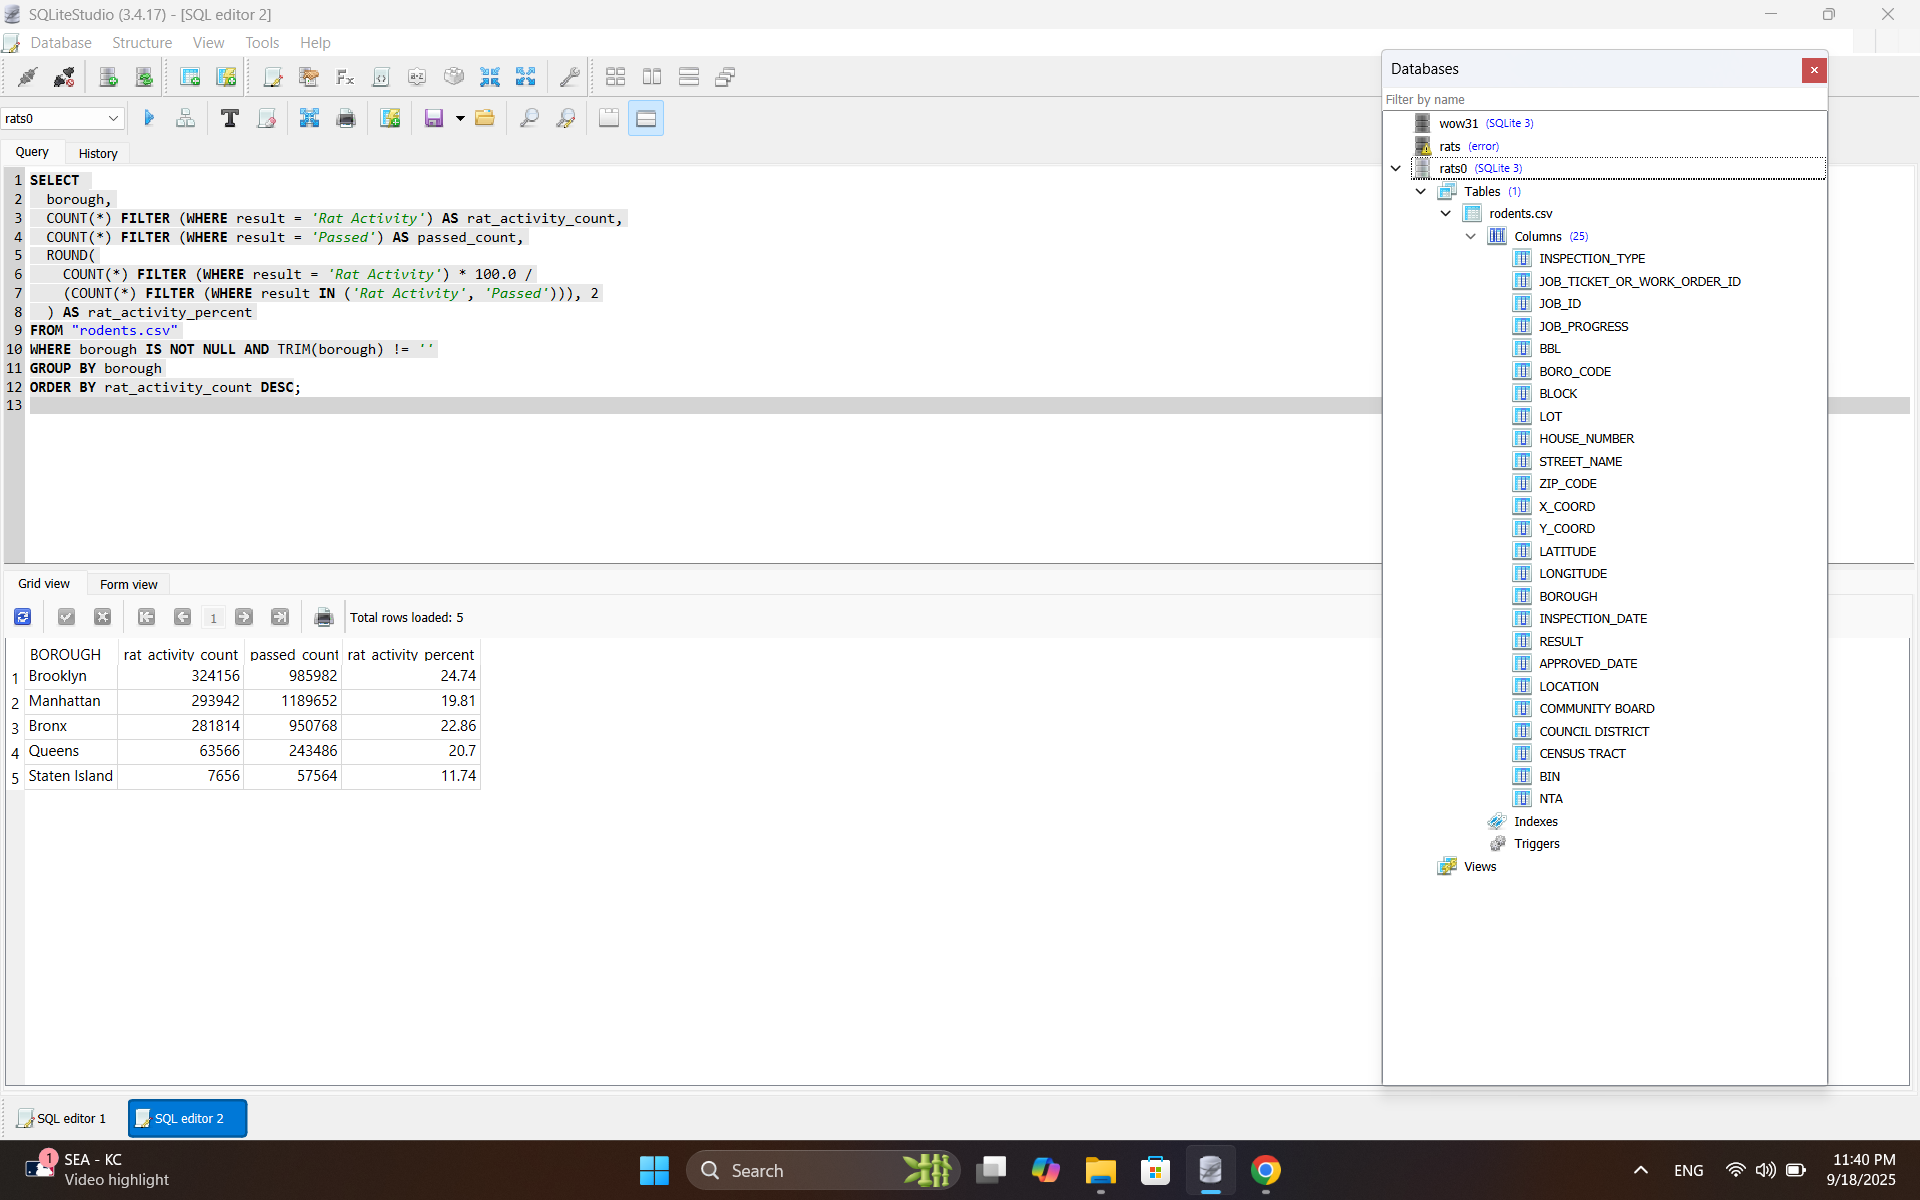 SQLiteStudio (3.4.17) - [SQL editor 2]
Database Structure View Tools Help
rats0
Query History
1 SELECT
2 borough,
3 COUNT(*) FILTER (WHERE result = 'Rat Activity') AS rat_activity_count,
4 COUNT(*) FILTER (WHERE result = 'Passed') AS passed_count,
5 ROUND(
6 COUNT(*) FILTER (WHERE result = 'Rat Activity') * 100.0 /
7 (COUNT(*) FILTER (WHERE result IN ('Rat Activity', 'Passed'))), 2
8 ) AS rat_activity_percent
9 FROM "rodents.csv"
10 WHERE borough IS NOT NULL AND TRIM(borough) != ''
11 GROUP BY borough
12 ORDER BY rat_activity_count DESC;
13
Grid view Form view
1 Total rows loaded: 5
BOROUGH rat_activity_count passed_count rat_activity_percent
1 Brooklyn 324156 985982 24.74
2 Manhattan 293942 1189652 19.81
3 Bronx 281814 950768 22.86
4 Queens 63566 243486 20.7
5 Staten Island 7656 57564 11.74
Databases
Filter by name
wow31 (SQLite 3)
rats (error)
rats0 (SQLite 3)
Tables (1)
rodents.csv
Columns (25)
INSPECTION_TYPE
JOB_TICKET_OR_WORK_ORDER_ID
JOB_ID
JOB_PROGRESS
BBL
BORO_CODE
BLOCK
LOT
HOUSE_NUMBER
STREET_NAME
ZIP_CODE
X_COORD
Y_COORD
LATITUDE
LONGITUDE
BOROUGH
INSPECTION_DATE
RESULT
APPROVED_DATE
LOCATION
COMMUNITY BOARD
COUNCIL DISTRICT
CENSUS TRACT
BIN
NTA
Indexes
Triggers
Views
SQL editor 1 SQL editor 2
1 SEA - KC
Video highlight
Search
ENG
11:40 PM
9/18/2025